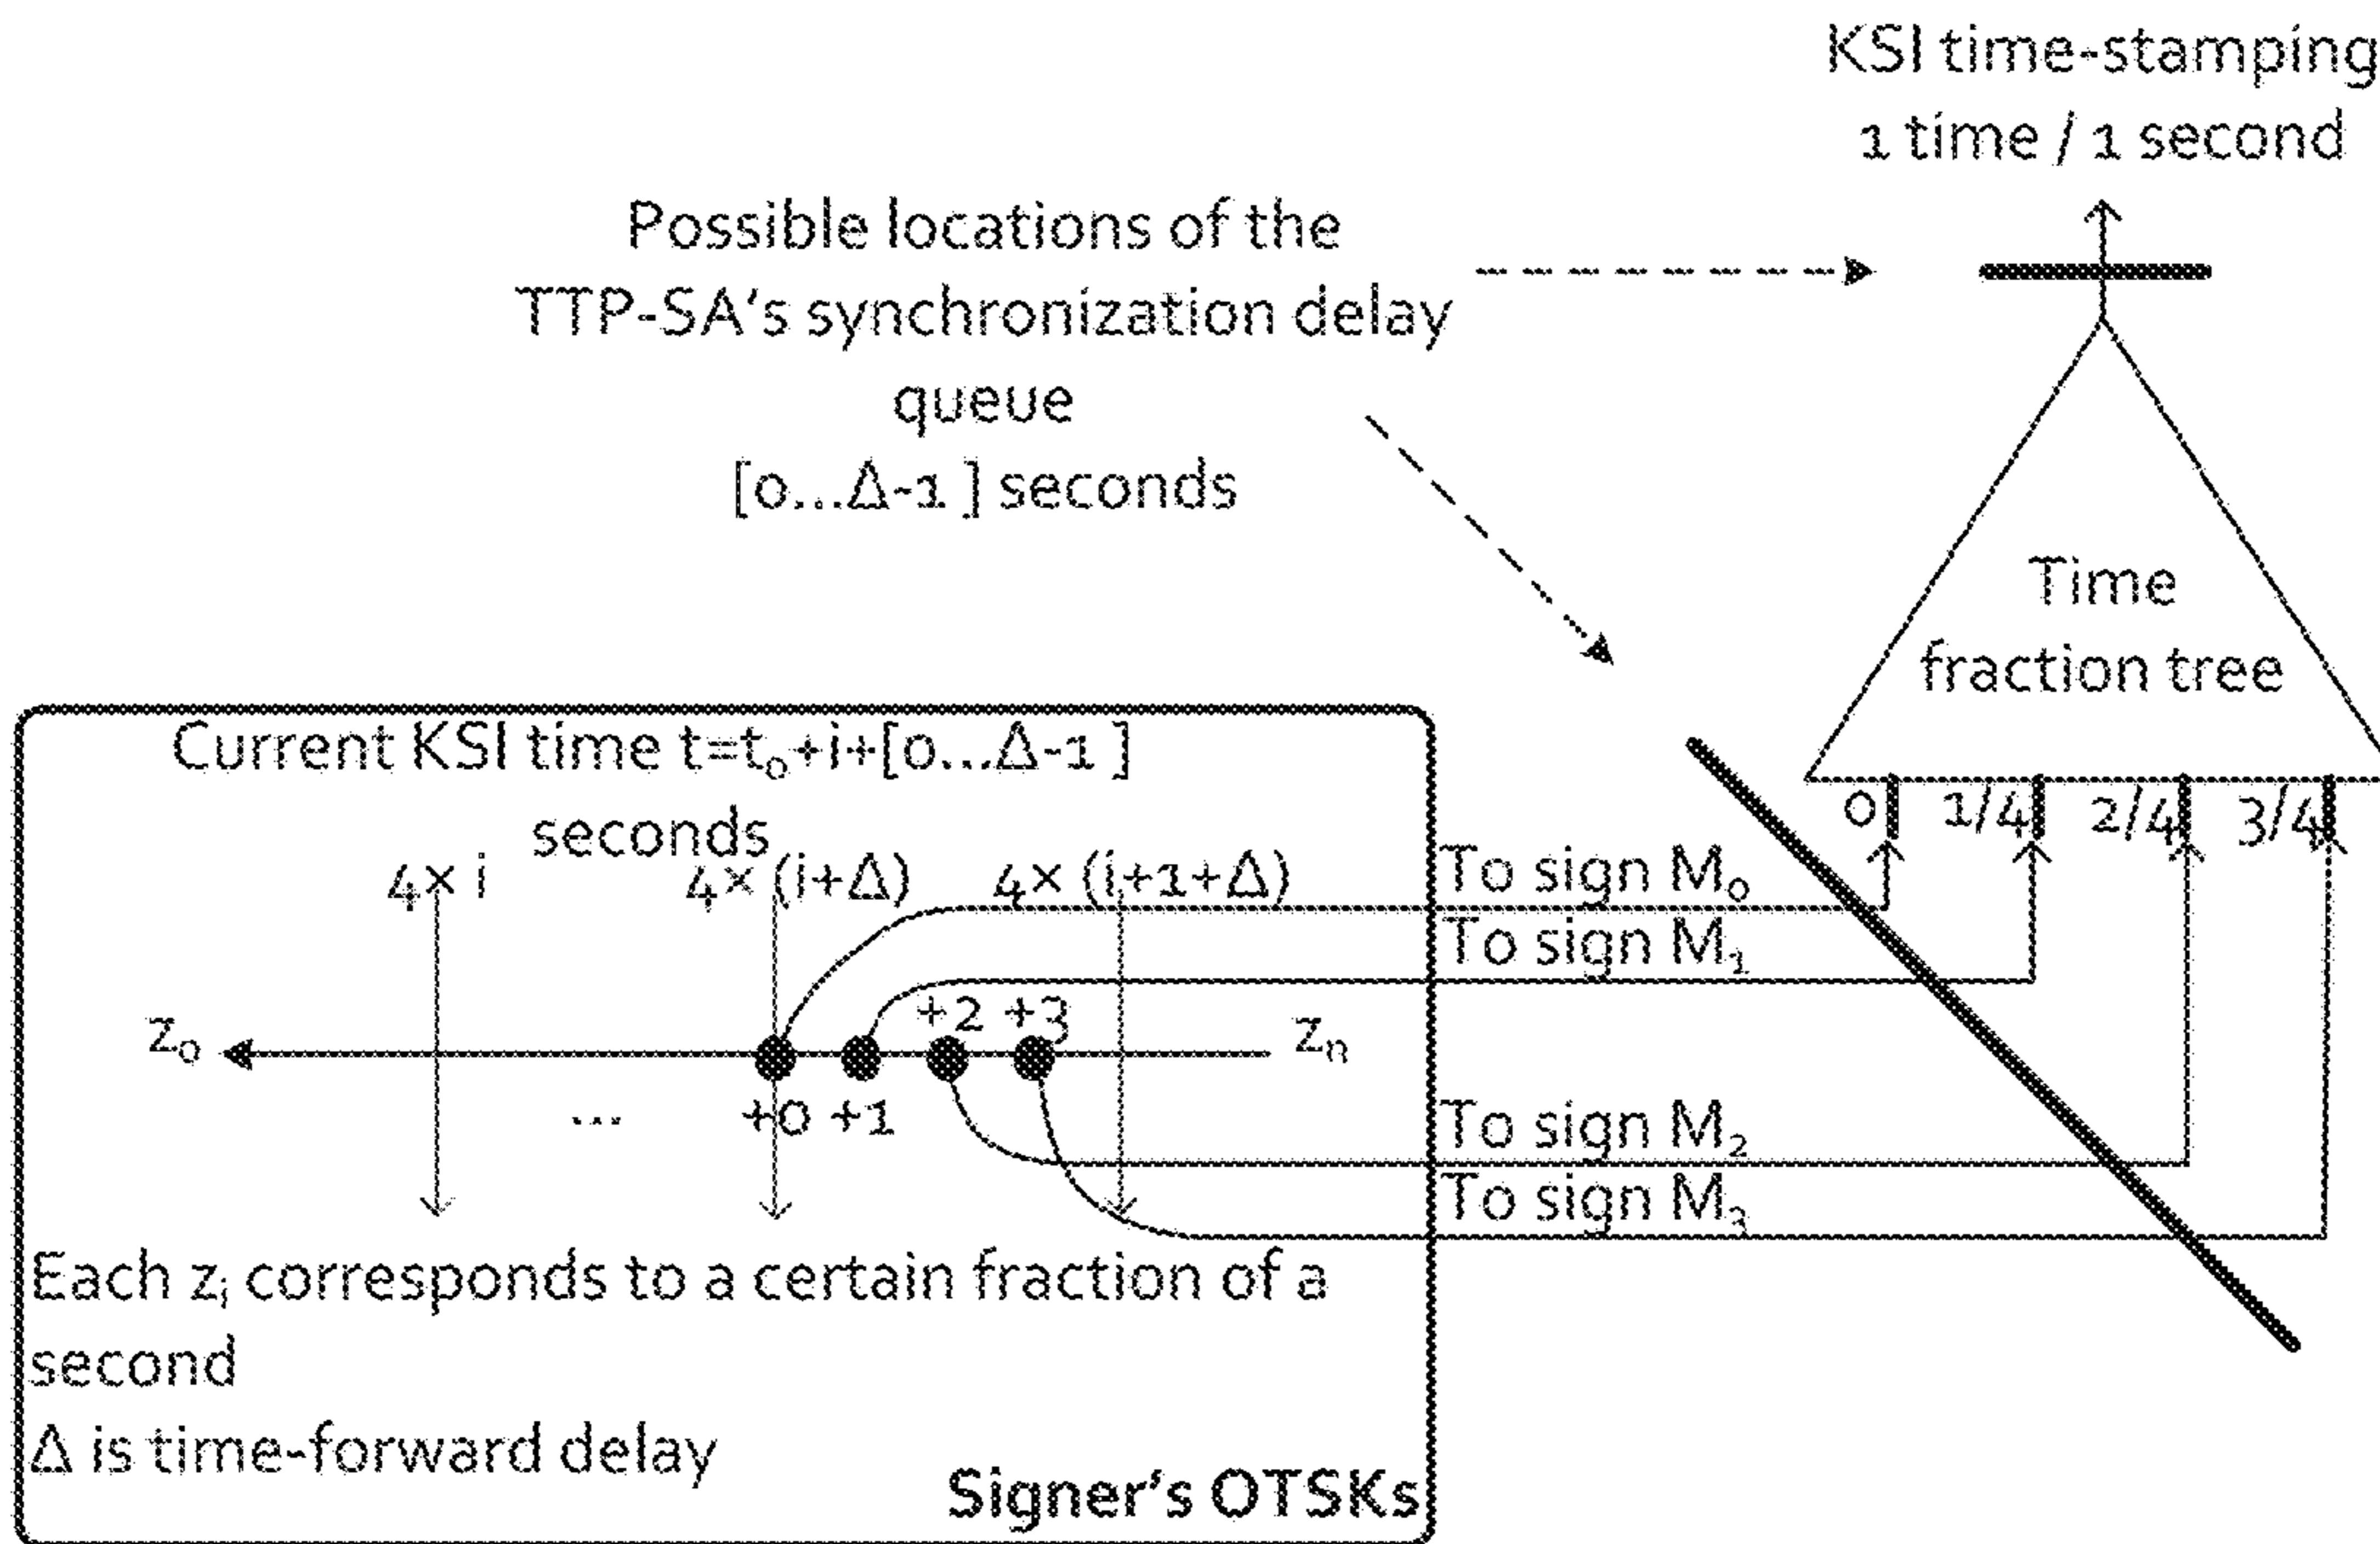 KSI time-stamping
1 time / 1 second
Possible locations of the
TTP-SA's synchronization delay
queue
[0...Δ-1 ] seconds
Time
fraction tree
0 1/4 2/4 3/4
Current KSI time t=t₀+i+[0...Δ-1 ]
seconds
4× i 4× (i+Δ) 4× (i+1+Δ)
To sign M₀
To sign M₁
+2 +3
z₀ zₙ
... +0 +1
To sign M₂
To sign M₃
Each zᵢ corresponds to a certain fraction of a
second
Δ is time-forward delay
Signer's OTSKs